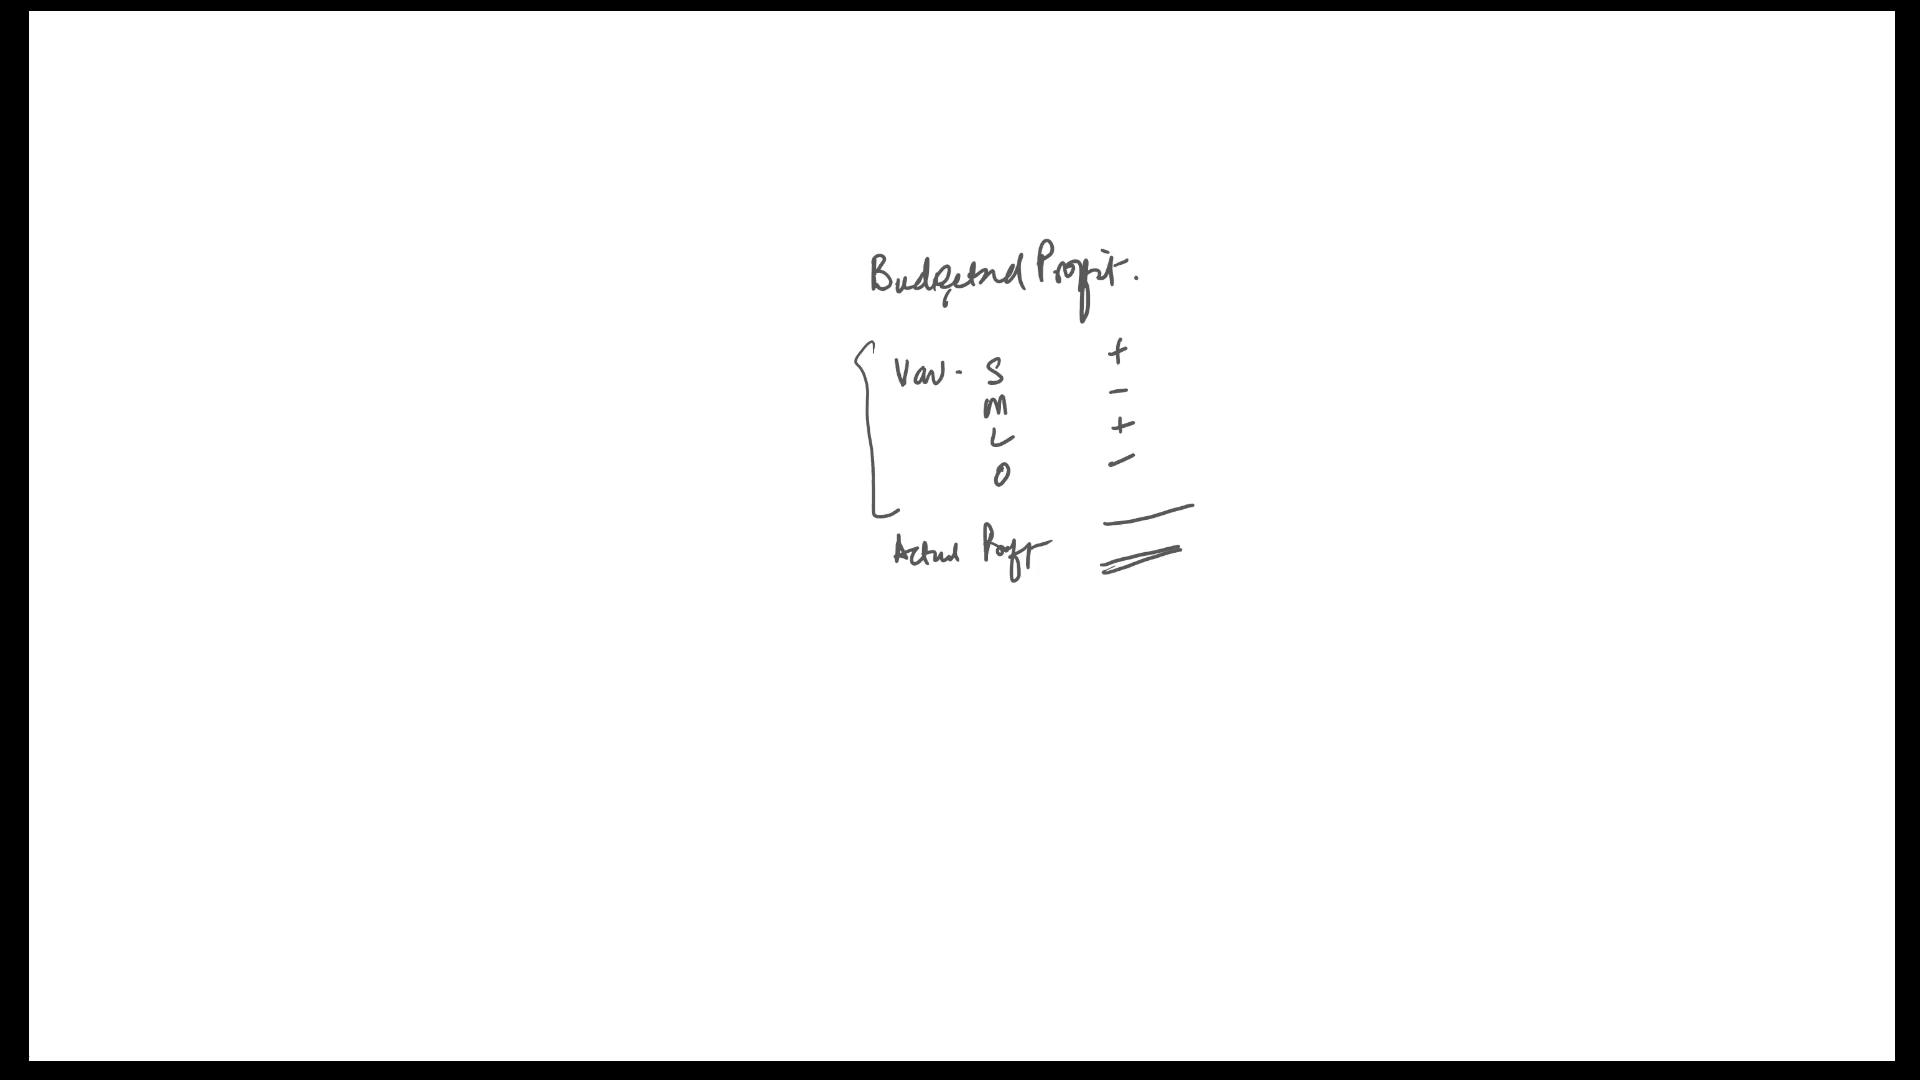 Budgeted Profit.
Var. S +
M -
L +
O -
Actual Profit